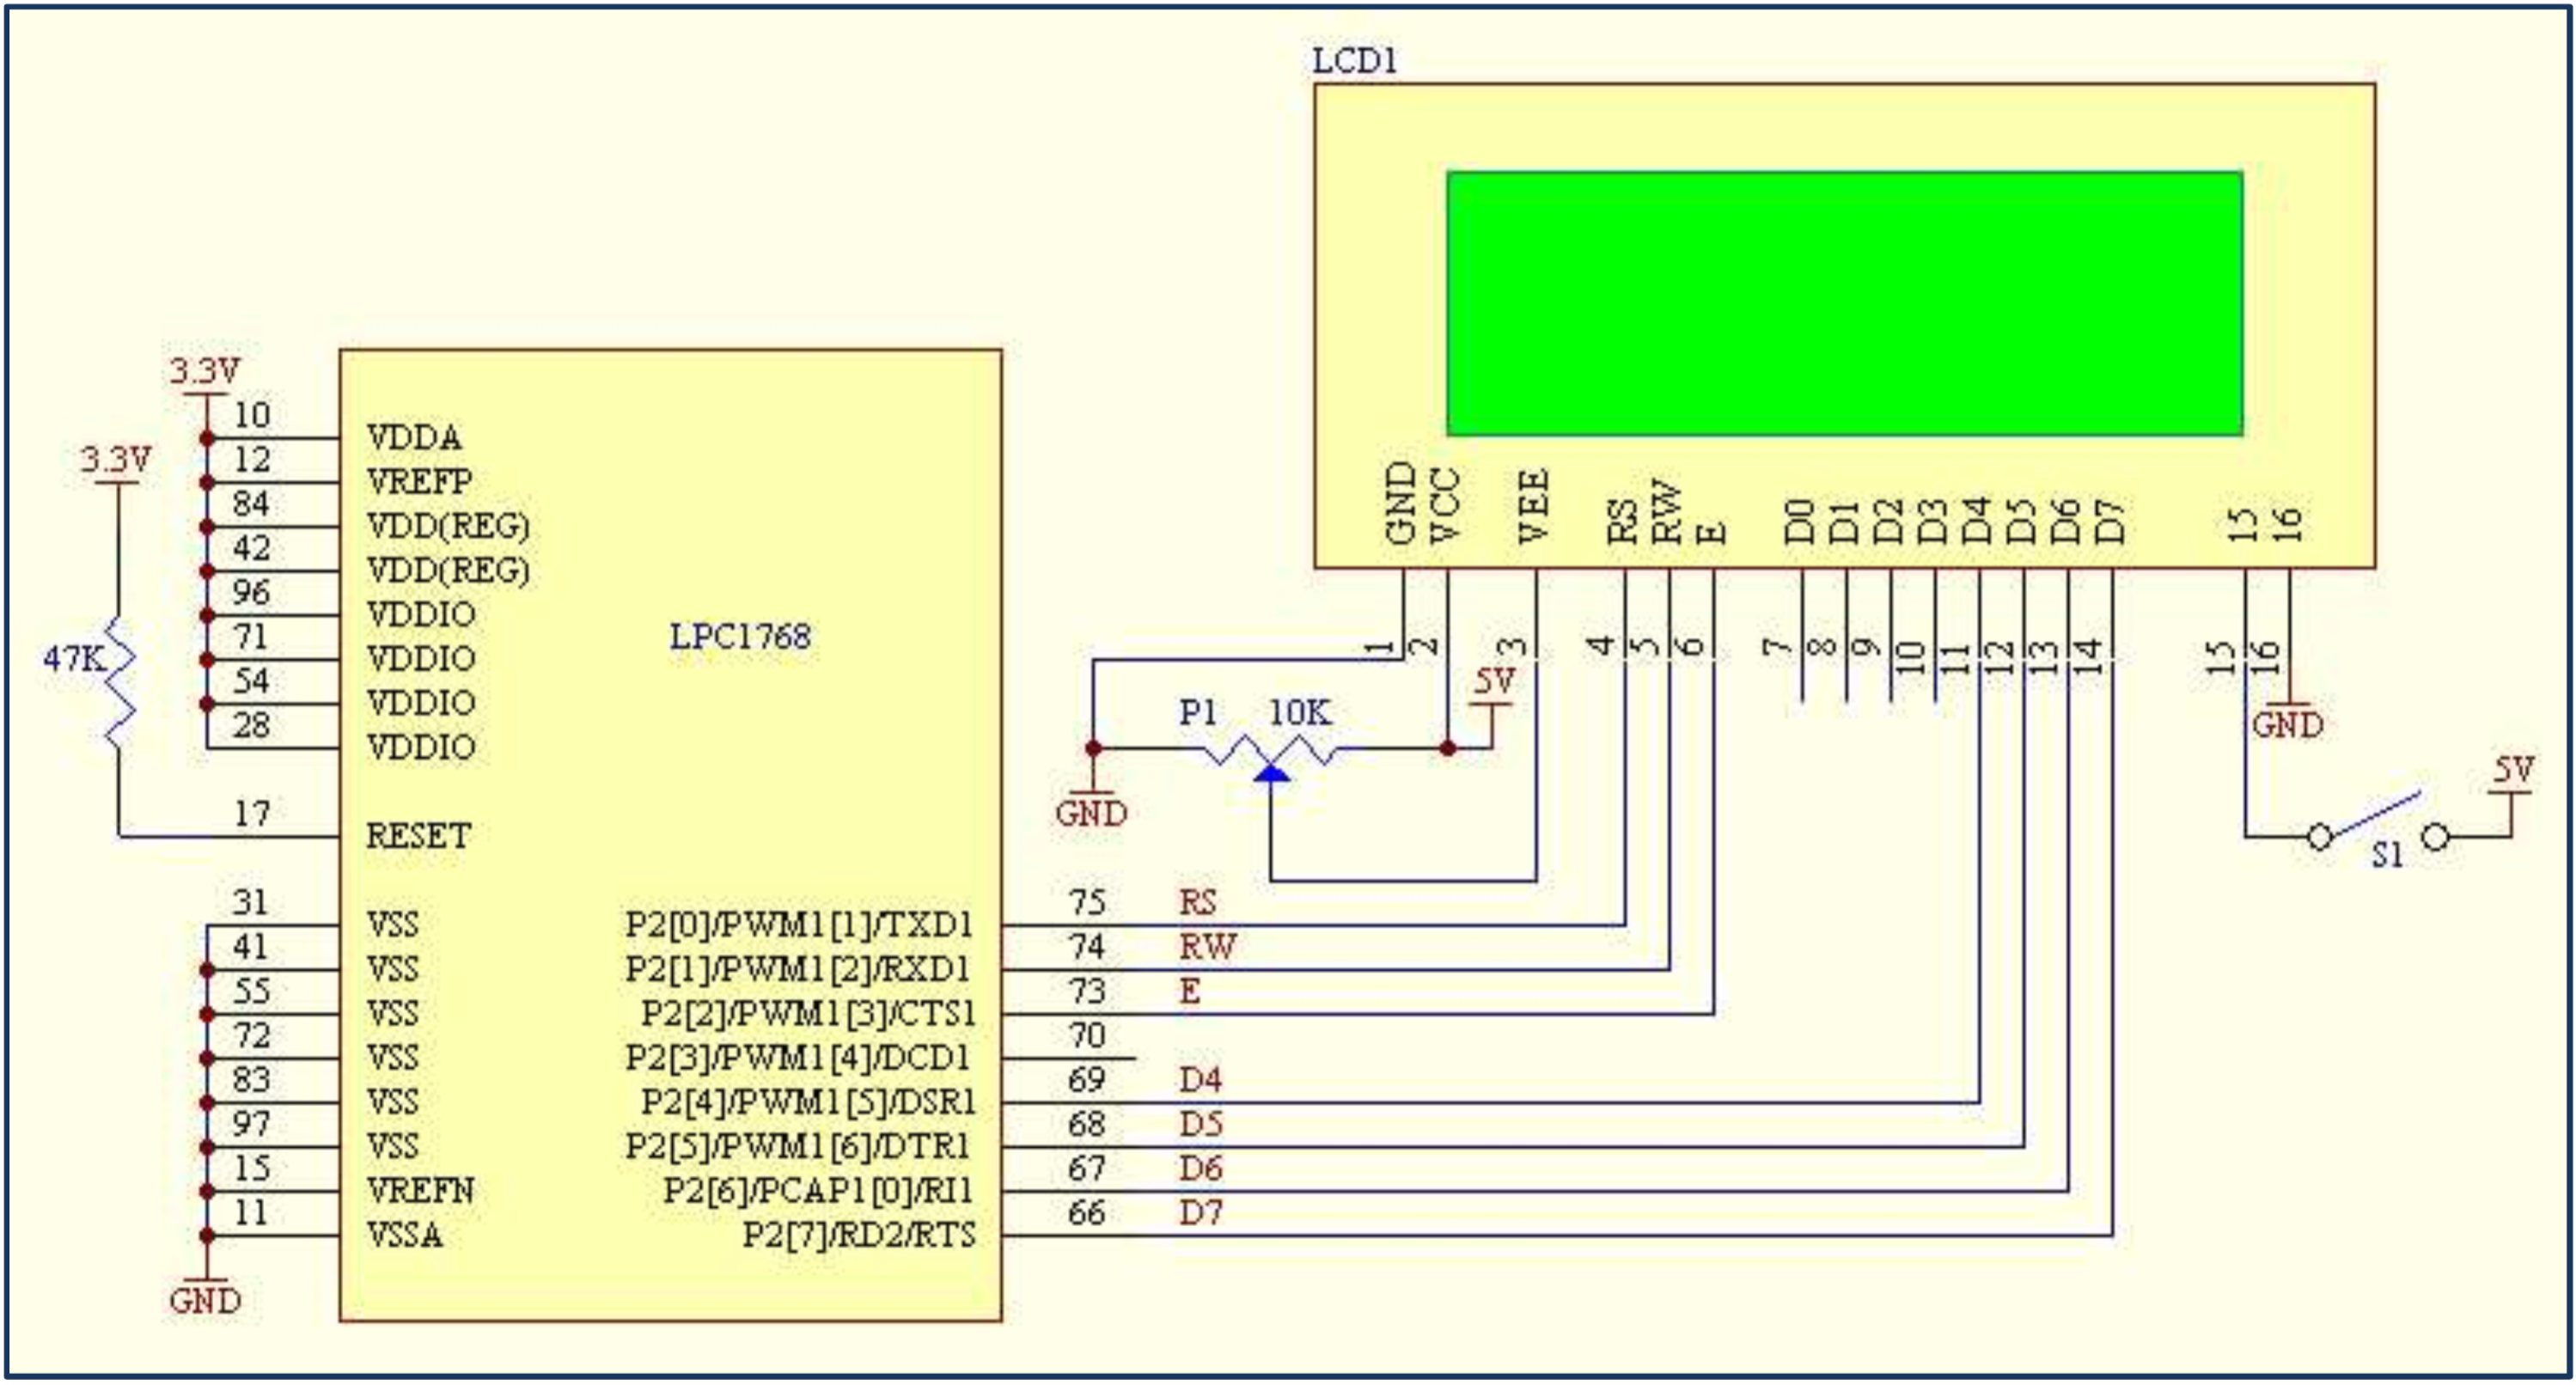 LCD1
GND VCC VEE RS RW E D0 D1 D2 D3 D4 D5 D6 D7 15 16
1 2 3 4 5 6 7 8 9 10 11 12 13 14 15 16
5V
P1 10K
GND
GND
5V
S1
3.3V
3.3V
47K
LPC1768
10 VDDA
12 VREFP
84 VDD(REG)
42 VDD(REG)
96 VDDIO
71 VDDIO
54 VDDIO
28 VDDIO
17 RESET
31 VSS
41 VSS
55 VSS
72 VSS
83 VSS
97 VSS
15 VREFN
11 VSSA
GND
P2[0]/PWM1[1]/TXD1 75 RS
P2[1]/PWM1[2]/RXD1 74 RW
P2[2]/PWM1[3]/CTS1 73 E
P2[3]/PWM1[4]/DCD1 70
P2[4]/PWM1[5]/DSR1 69 D4
P2[5]/PWM1[6]/DTR1 68 D5
P2[6]/PCAP1[0]/RI1 67 D6
P2[7]/RD2/RTS 66 D7